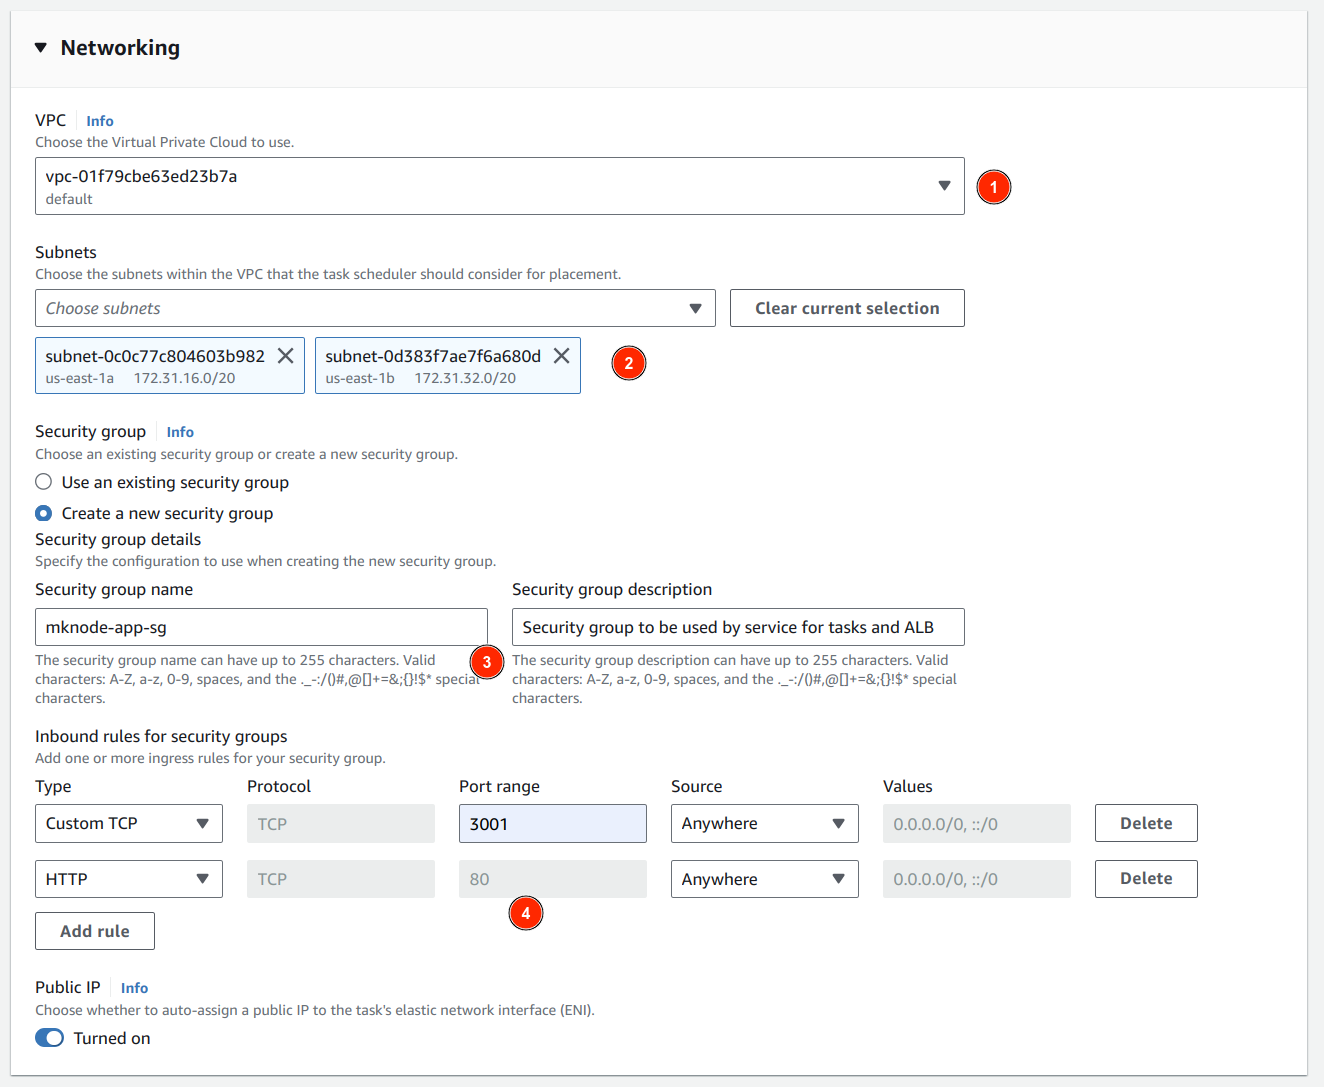 Networking
VPC Info
Choose the Virtual Private Cloud to use.
vpc-01f79cbe63ed23b7a
default
1
Subnets
Choose the subnets within the VPC that the task scheduler should consider for placement.
Choose subnets
Clear current selection
subnet-0c0c77c804603b982
us-east-1a 172.31.16.0/20
subnet-0d383f7ae7f6a680d
us-east-1b 172.31.32.0/20
2
Security group Info
Choose an existing security group or create a new security group.
Use an existing security group
Create a new security group
Security group details
Specify the configuration to use when creating the new security group.
Security group name
mknode-app-sg
The security group name can have up to 255 characters. Valid
characters: A-Z, a-z, 0-9, spaces, and the ._-:/()#,@[]+=&;{}!$* special
characters.
3
Security group description
Security group to be used by service for tasks and ALB
The security group description can have up to 255 characters. Valid
characters: A-Z, a-z, 0-9, spaces, and the ._-:/()#,@[]+=&;{}!$* special
characters.
Inbound rules for security groups
Add one or more ingress rules for your security group.
Type Protocol Port range Source Values
Custom TCP TCP 3001 Anywhere 0.0.0.0/0, ::/0 Delete
HTTP TCP 80 Anywhere 0.0.0.0/0, ::/0 Delete
4
Add rule
Public IP Info
Choose whether to auto-assign a public IP to the task's elastic network interface (ENI).
Turned on